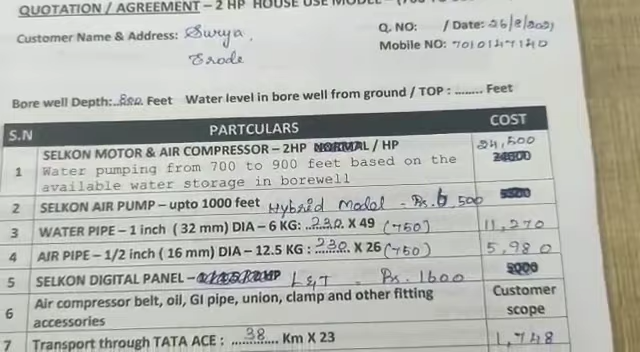 QUOTATION / AGREEMENT – 2 HP HOUSE USE MODEL – (700 TO
Customer Name & Address: Surya,
Erode
Q. NO: / Date: 26/8/2021
Mobile NO: 7010147140
Bore well Depth: 800 Feet Water level in bore well from ground / TOP : ........ Feet
S.N PARTCULARS COST
1 SELKON MOTOR & AIR COMPRESSOR – 2HP NORMAL / HP 24,500
Water pumping from 700 to 900 feet based on the
available water storage in borewell
2 SELKON AIR PUMP – upto 1000 feet Hybrid Model - Rs. 6,500
3 WATER PIPE – 1 inch ( 32 mm) DIA – 6 KG: 230 X 49 (750) 11,270
4 AIR PIPE – 1/2 inch ( 16 mm) DIA – 12.5 KG : 230 X 26 (750) 5,980
5 SELKON DIGITAL PANEL – L&T - Rs. 1600
6 Air compressor belt, oil, GI pipe, union, clamp and other fitting
accessories
Customer
scope
7 Transport through TATA ACE : 38 Km X 23 1,748